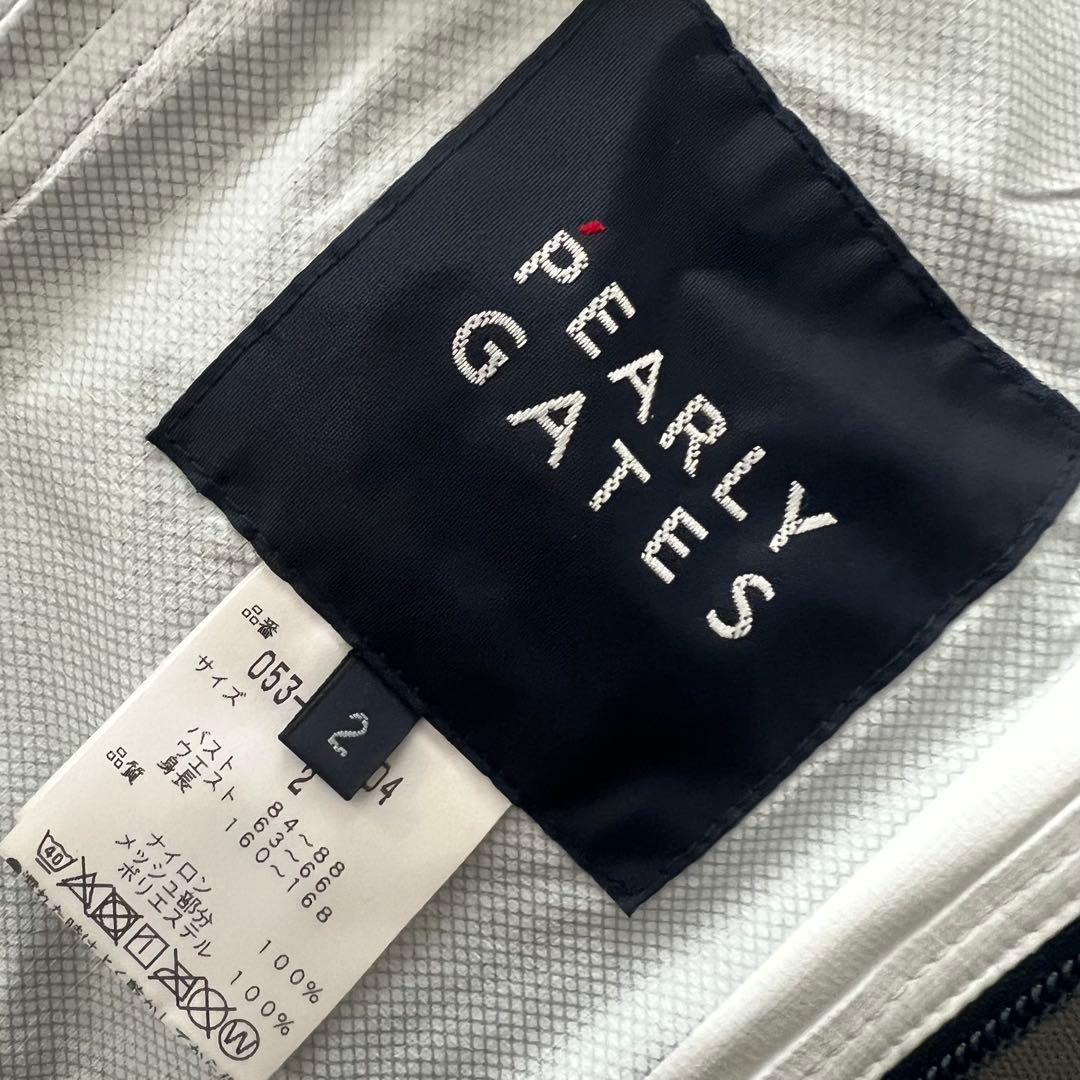 PEARLY
GATES
2
品番
053- 04
サイズ 2
バスト 84~88
ウエスト 63~66
身長 160~168
品質
ナイロン 100%
メッシュ部分
ポリエステル 100%
40
W